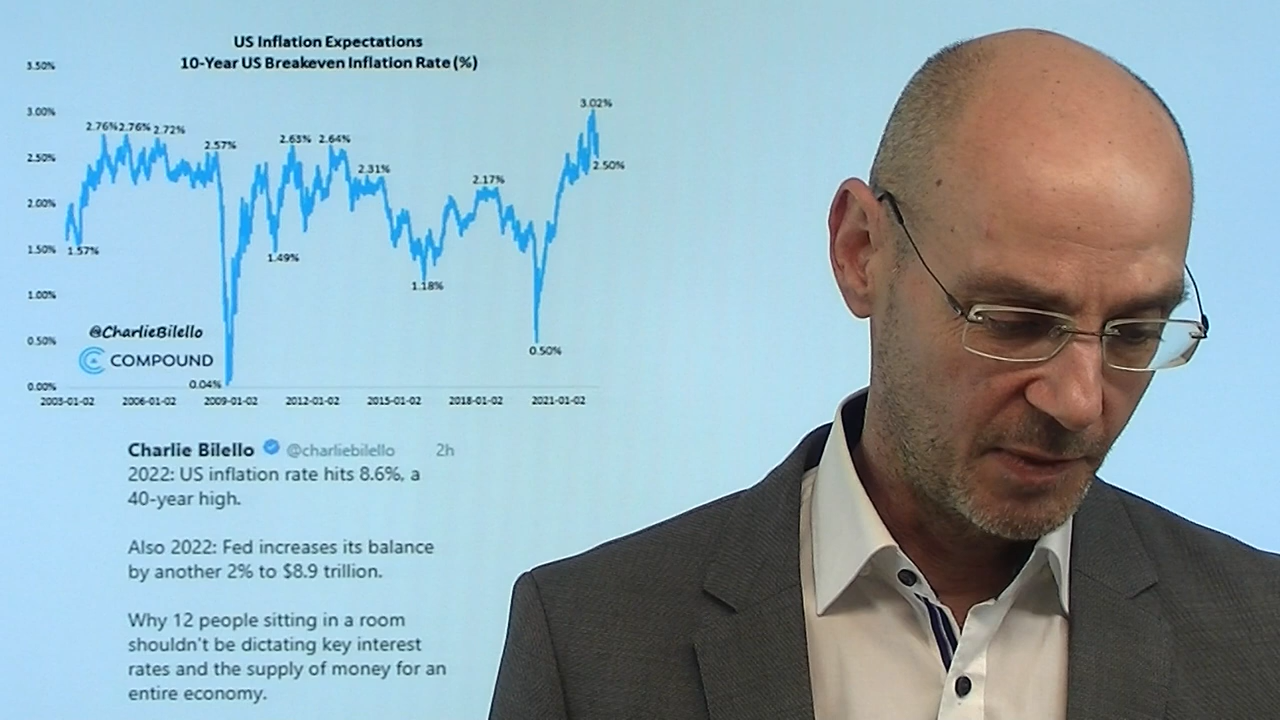 US Inflation Expectations
10-Year US Breakeven Inflation Rate (%)
3.50%
3.00%
2.50%
2.00%
1.50%
1.00%
0.50%
0.00%
2.76% 2.76% 2.72%
2.57%
2.63% 2.64%
2.31%
2.17%
3.02%
2.50%
1.57%
1.49%
1.18%
0.50%
0.04%
@CharlieBilello
COMPOUND
2003-01-02 2006-01-02 2009-01-02 2012-01-02 2015-01-02 2018-01-02 2021-01-02
Charlie Bilello @charliebilello 2h
2022: US inflation rate hits 8.6%, a
40-year high.
Also 2022: Fed increases its balance
by another 2% to $8.9 trillion.
Why 12 people sitting in a room
shouldn't be dictating key interest
rates and the supply of money for an
entire economy.